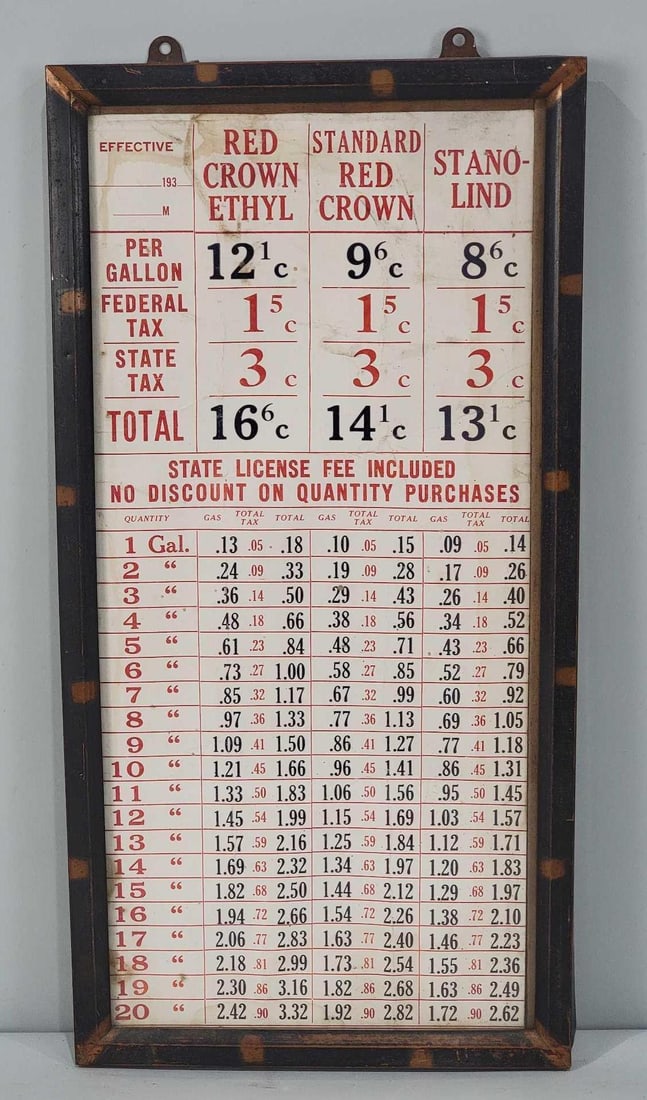 EFFECTIVE
193
M
RED
CROWN
ETHYL
STANDARD
RED
CROWN
STANO-
LIND
PER
GALLON 12¹c 9⁶c 8⁶c
FEDERAL
TAX 1⁵c 1⁵c 1⁵c
STATE
TAX 3c 3c 3c
TOTAL 16⁶c 14¹c 13¹c
STATE LICENSE FEE INCLUDED
NO DISCOUNT ON QUANTITY PURCHASES
QUANTITY GAS TOTAL TAX TOTAL GAS TOTAL TAX TOTAL GAS TOTAL TAX TOTAL
1 Gal. .13 .05 .18 .10 .05 .15 .09 .05 .14
2 “ .24 .09 .33 .19 .09 .28 .17 .09 .26
3 “ .36 .14 .50 .29 .14 .43 .26 .14 .40
4 “ .48 .18 .66 .38 .18 .56 .34 .18 .52
5 “ .61 .23 .84 .48 .23 .71 .43 .23 .66
6 “ .73 .27 1.00 .58 .27 .85 .52 .27 .79
7 “ .85 .32 1.17 .67 .32 .99 .60 .32 .92
8 “ .97 .36 1.33 .77 .36 1.13 .69 .36 1.05
9 “ 1.09 .41 1.50 .86 .41 1.27 .77 .41 1.18
10 “ 1.21 .45 1.66 .96 .45 1.41 .86 .45 1.31
11 “ 1.33 .50 1.83 1.06 .50 1.56 .95 .50 1.45
12 “ 1.45 .54 1.99 1.15 .54 1.69 1.03 .54 1.57
13 “ 1.57 .59 2.16 1.25 .59 1.84 1.12 .59 1.71
14 “ 1.69 .63 2.32 1.34 .63 1.97 1.20 .63 1.83
15 “ 1.82 .68 2.50 1.44 .68 2.12 1.29 .68 1.97
16 “ 1.94 .72 2.66 1.54 .72 2.26 1.38 .72 2.10
17 “ 2.06 .77 2.83 1.63 .77 2.40 1.46 .77 2.23
18 “ 2.18 .81 2.99 1.73 .81 2.54 1.55 .81 2.36
19 “ 2.30 .86 3.16 1.82 .86 2.68 1.63 .86 2.49
20 “ 2.42 .90 3.32 1.92 .90 2.82 1.72 .90 2.62